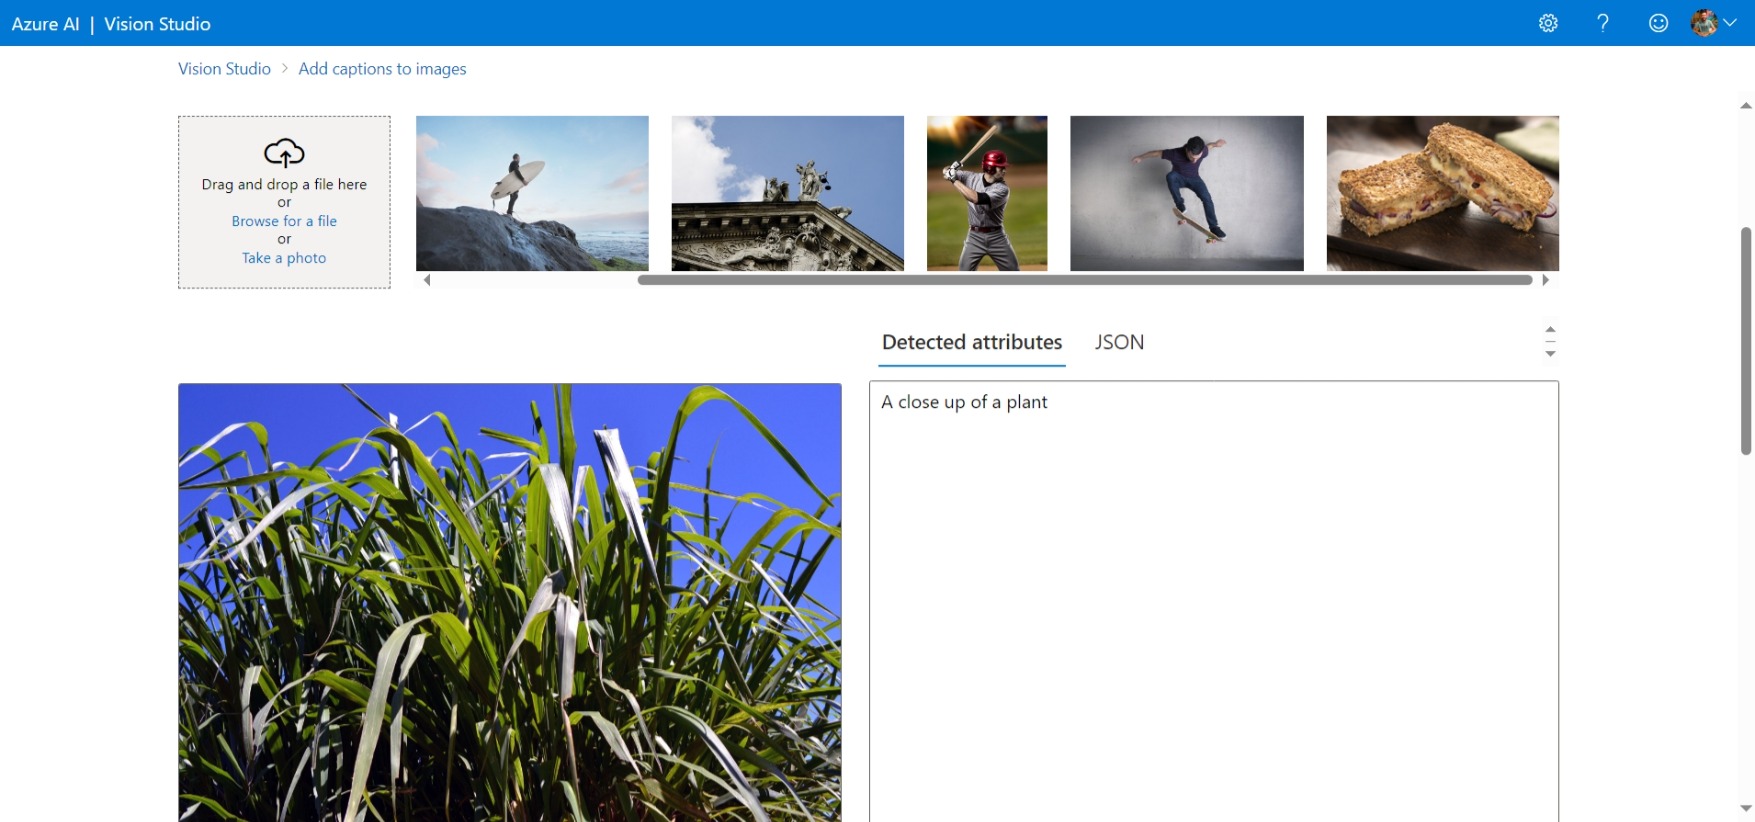 Azure AI | Vision Studio
Vision Studio > Add captions to images
Drag and drop a file here
or
Browse for a file
or
Take a photo
Detected attributes JSON
A close up of a plant